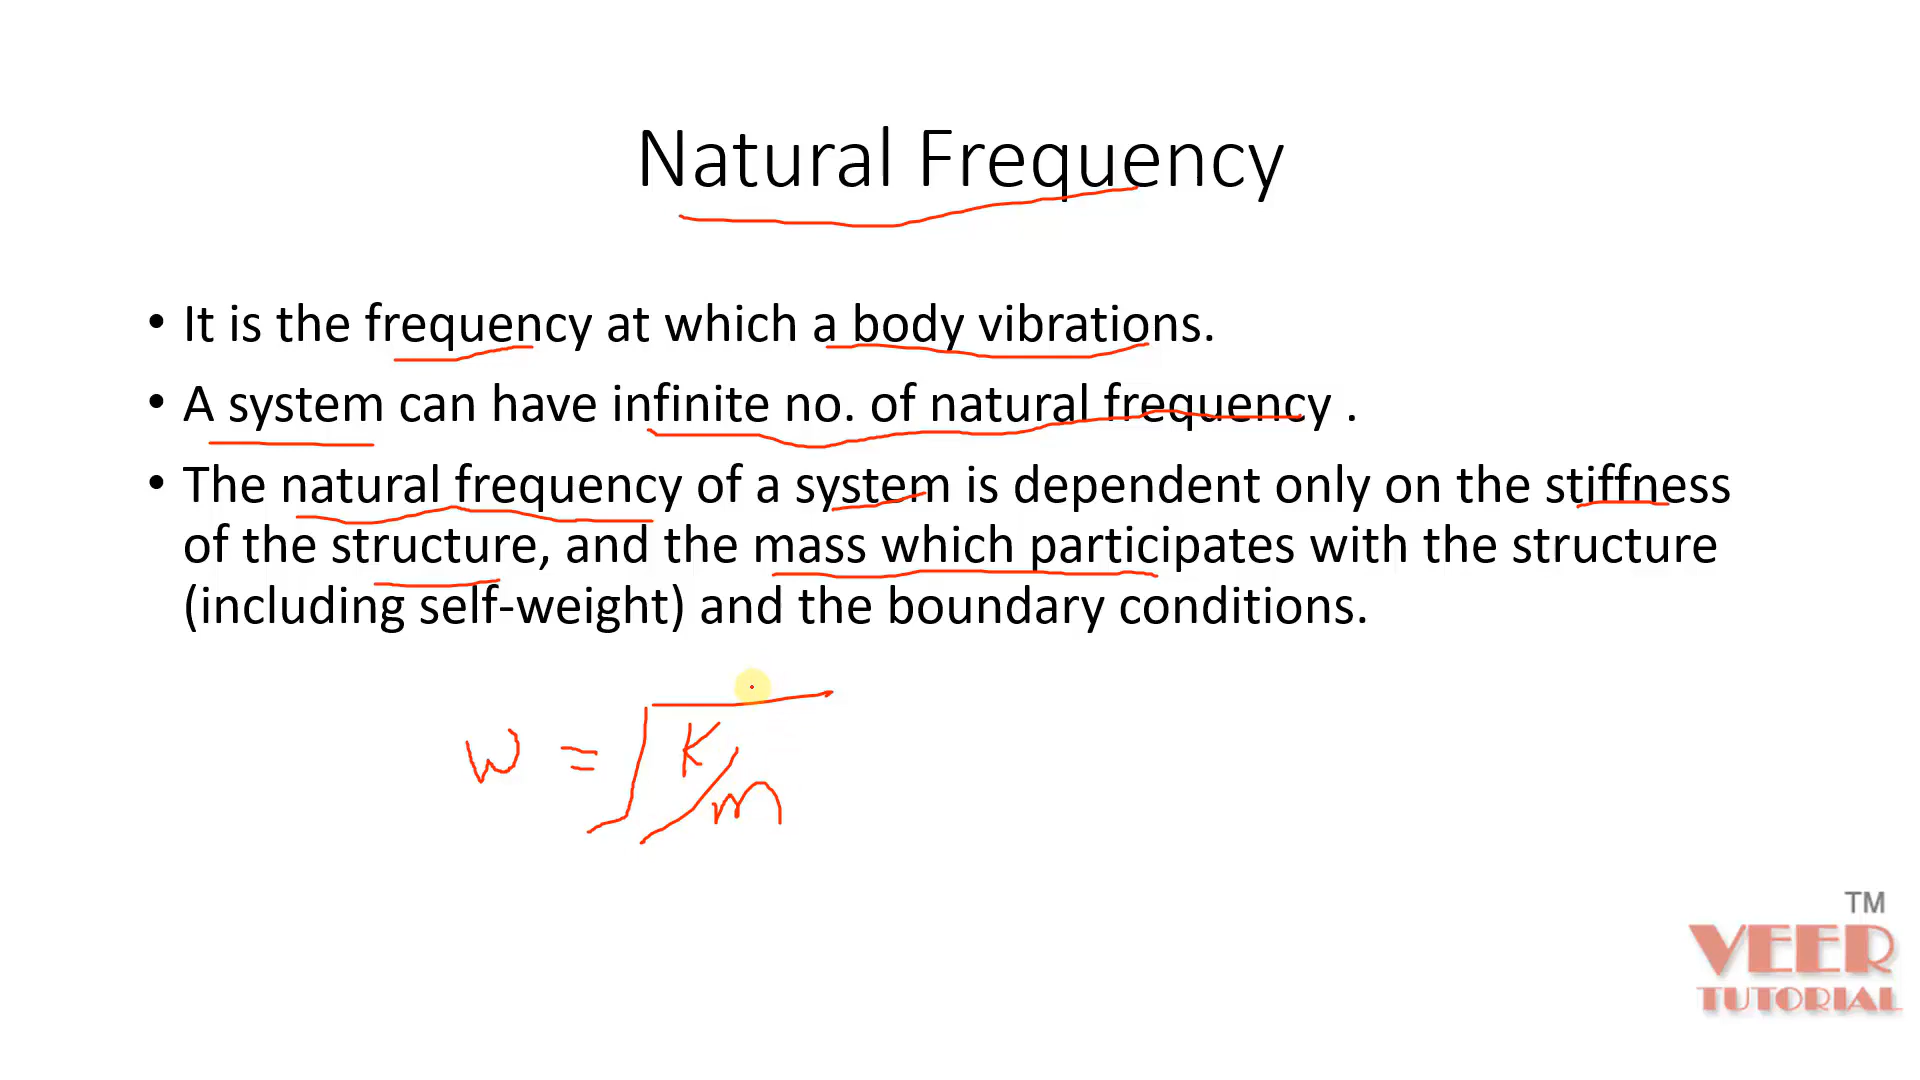 Natural Frequency
• It is the frequency at which a body vibrations.
• A system can have infinite no. of natural frequency .
• The natural frequency of a system is dependent only on the stiffness
of the structure, and the mass which participates with the structure
(including self-weight) and the boundary conditions.
w = √K/m
TM
VEER
TUTORIAL